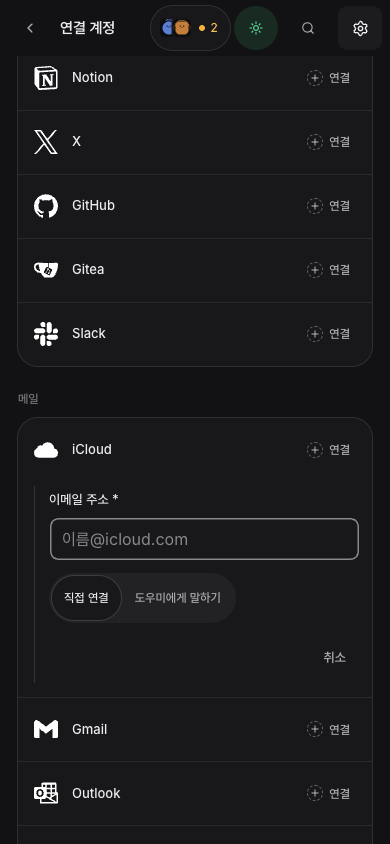 연결 계정
2
Notion
연결
X
연결
GitHub
연결
Gitea
연결
Slack
연결
메일
iCloud
연결
이메일 주소 *
이름@icloud.com
직접 연결
도우미에게 말하기
취소
Gmail
연결
Outlook
연결